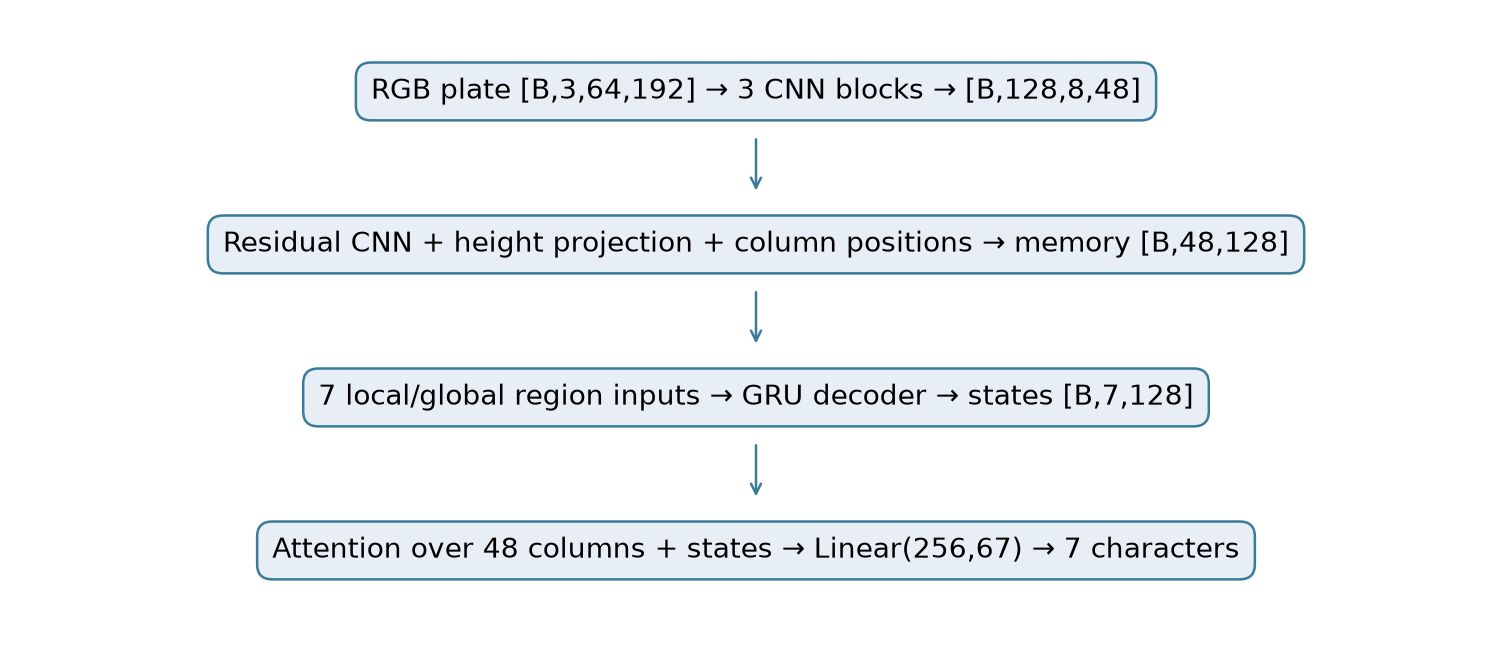 RGB plate [B,3,64,192] → 3 CNN blocks → [B,128,8,48]
Residual CNN + height projection + column positions → memory [B,48,128]
7 local/global region inputs → GRU decoder → states [B,7,128]
Attention over 48 columns + states → Linear(256,67) → 7 characters